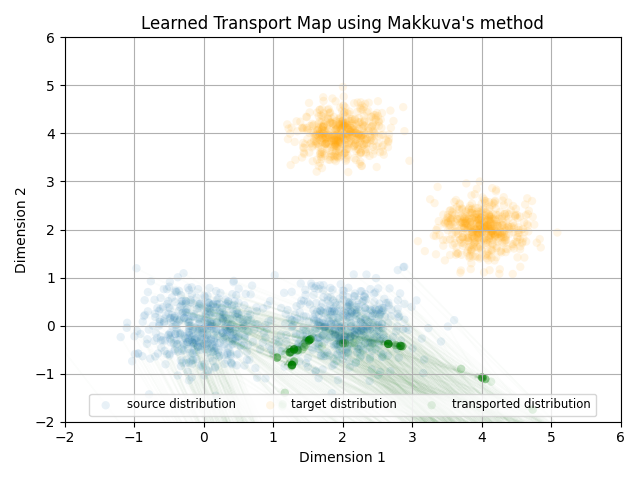 Learned Transport Map using Makkuva's method
6
5
4
3
2
1
0
−1
−2
Dimension 2
source distribution target distribution transported distribution
−2 −1 0 1 2 3 4 5 6
Dimension 1